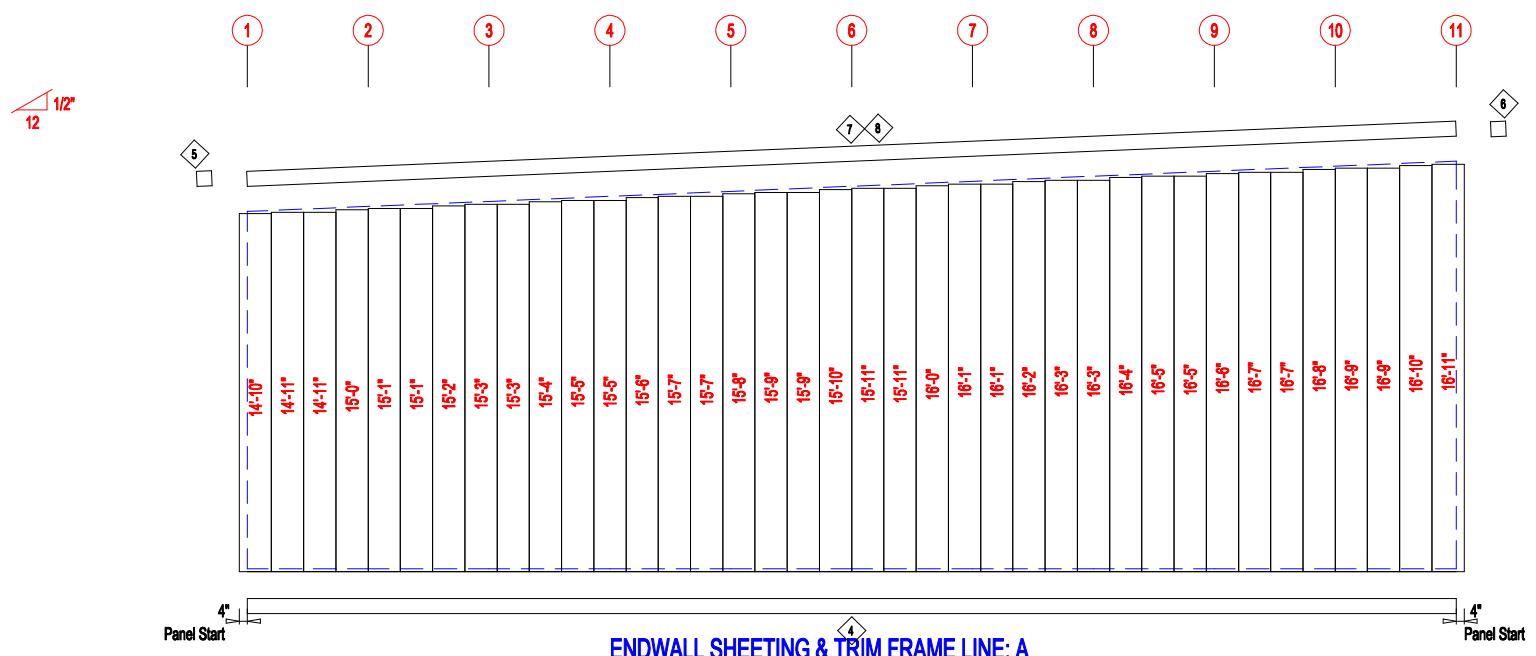 1 2 3 4 5 6 7 8 9 10 11
1/2"
12
6
7 8
5
14'-10" 14'-11" 14'-11" 15'-0" 15'-1" 15'-1" 15'-2" 15'-3" 15'-3" 15'-4" 15'-5" 15'-5" 15'-6" 15'-7" 15'-7" 15'-8" 15'-9" 15'-9" 15'-10" 15'-11" 15'-11" 16'-0" 16'-1" 16'-1" 16'-2" 16'-3" 16'-3" 16'-4" 16'-5" 16'-5" 16'-6" 16'-7" 16'-7" 16'-8" 16'-9" 16'-9" 16'-10" 16'-11"
4" 4"
Panel Start 4 Panel Start
ENDWALL SHEETING & TRIM FRAME LINE: A